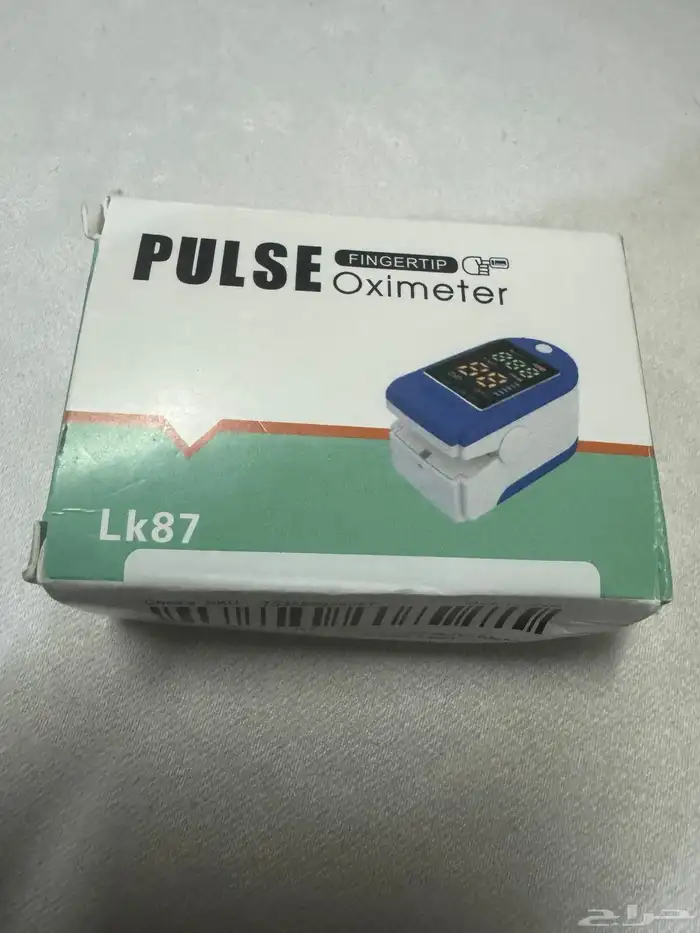 PULSE FINGERTIP
Oximeter
Lk87
حراج